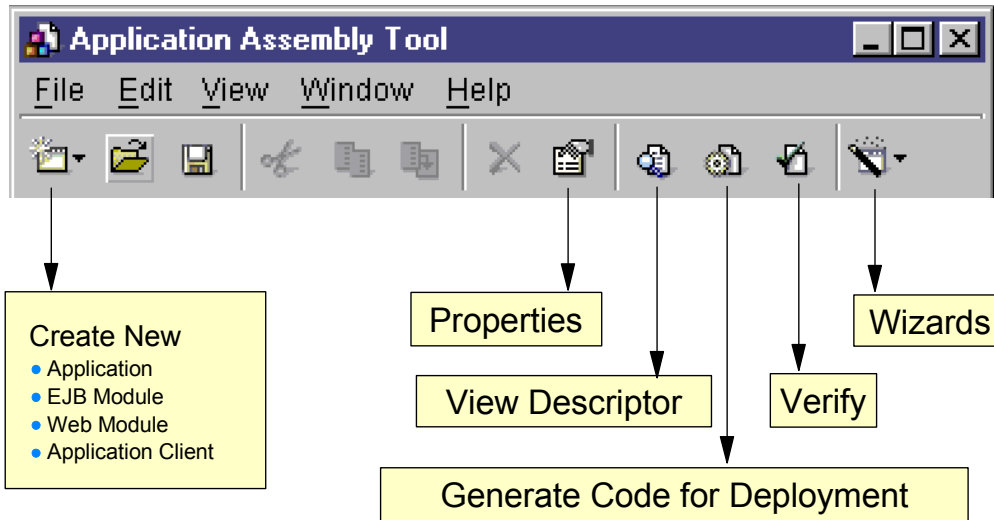 Application Assembly Tool
File Edit View Window Help
Create New
Application
EJB Module
Web Module
Application Client
Properties
Wizards
View Descriptor
Verify
Generate Code for Deployment